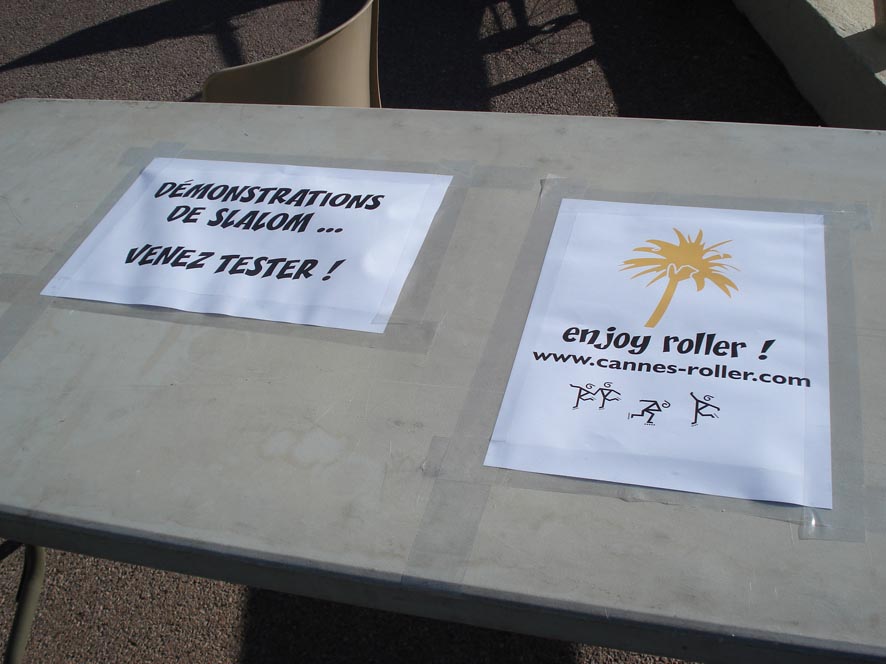 DÉMONSTRATIONS
DE SLALOM ...
VENEZ TESTER !
enjoy roller !
www.cannes-roller.com